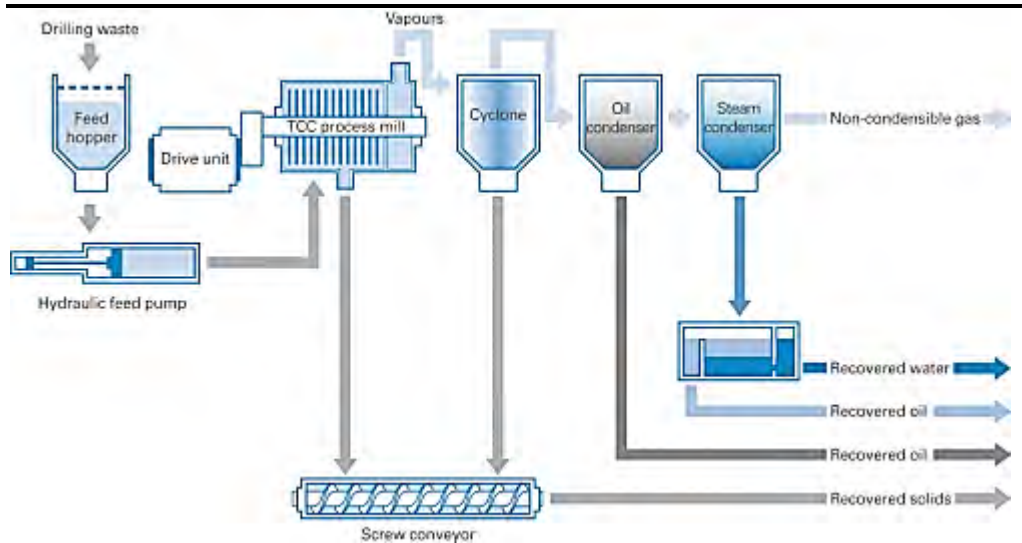 Drilling waste
Vapours
Feed
hopper
Drive unit
TCC process mill
Cyclone
Oil
condenser
Steam
condenser
Non-condensible gas
Hydraulic feed pump
Recovered water
Recovered oil
Recovered oil
Recovered solids
Screw conveyor